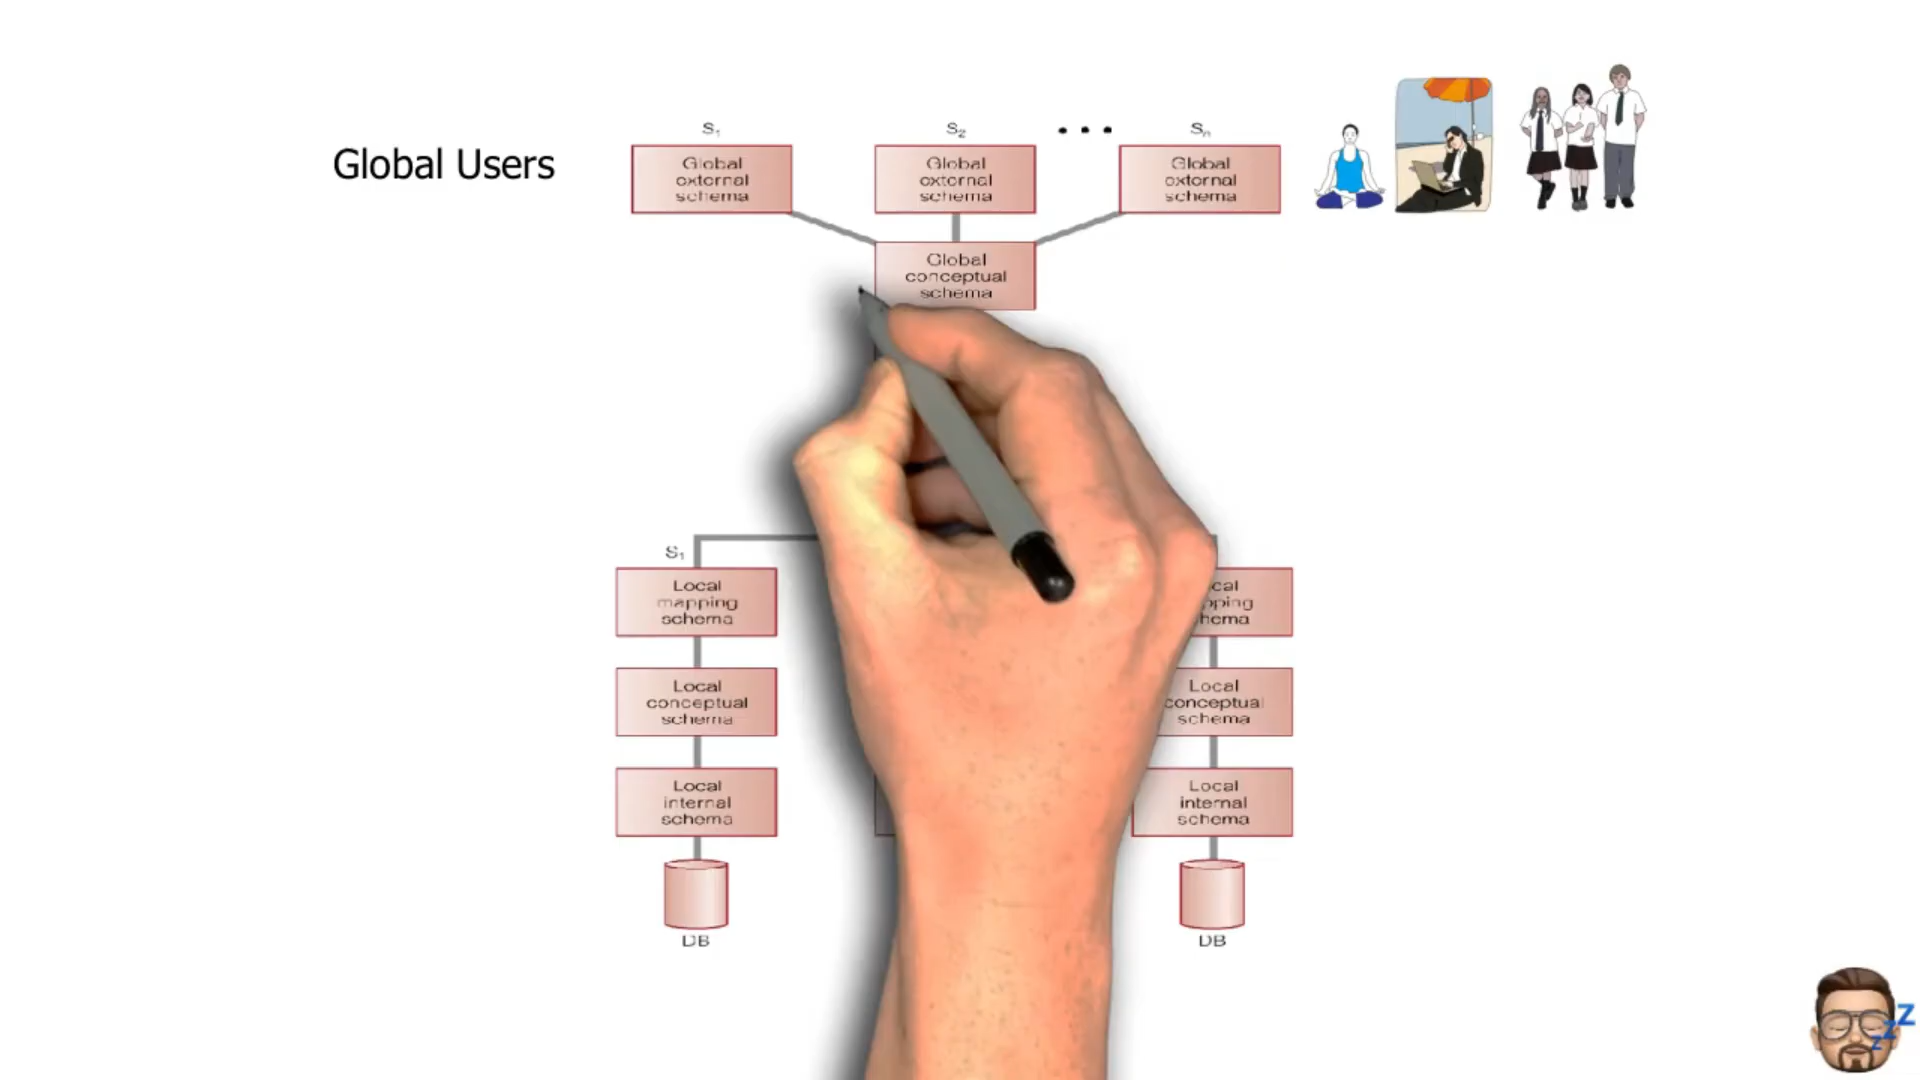 Global Users
S₁
S₂
• • •
Sₙ
Global
external
schema
Global
external
schema
Global
external
schema
Global
conceptual
schema
S₁
Local
mapping
schema
Local
conceptual
schema
Local
conceptual
schema
Local
internal
schema
Local
internal
schema
DB
DB
z
z
z